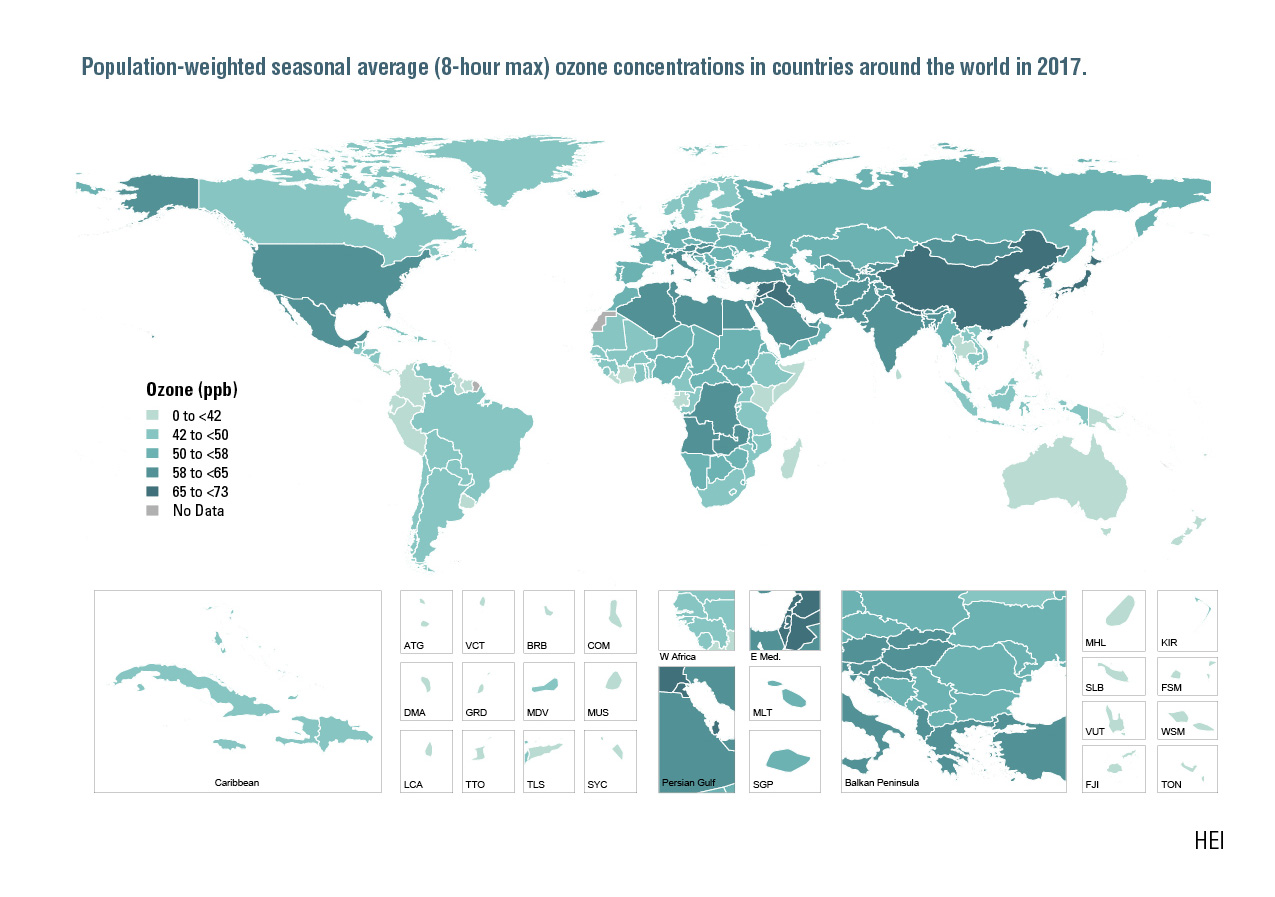 Population-weighted seasonal average (8-hour max) ozone concentrations in countries around the world in 2017.
Ozone (ppb)
0 to <42
42 to <50
50 to <58
58 to <65
65 to <73
No Data
Caribbean
ATG
VCT
BRB
COM
DMA
GRD
MDV
MUS
LCA
TTO
TLS
SYC
W Africa
E Med.
Persian Gulf
MLT
SGP
Balkan Peninsula
MHL
KIR
SLB
FSM
VUT
WSM
FJI
TON
HEI